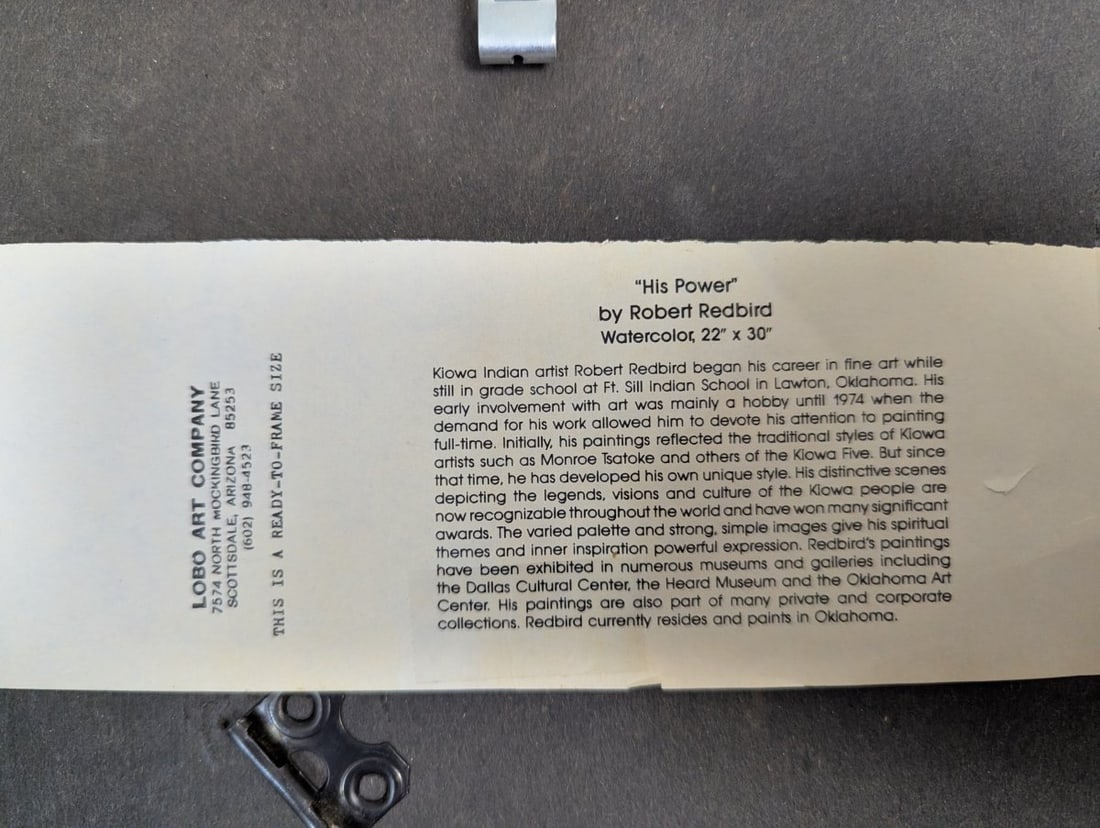 LOBO ART COMPANY
7574 NORTH MOCKINGBIRD LANE
SCOTTSDALE, ARIZONA 85253
(602) 948-4523
THIS IS A READY-TO-FRAME SIZE
“His Power”
by Robert Redbird
Watercolor, 22” x 30”
Kiowa Indian artist Robert Redbird began his career in fine art while
still in grade school at Ft. Sill Indian School in Lawton, Oklahoma. His
early involvement with art was mainly a hobby until 1974 when the
demand for his work allowed him to devote his attention to painting
full-time. Initially, his paintings reflected the traditional styles of Kiowa
artists such as Monroe Tsatoke and others of the Kiowa Five. But since
that time, he has developed his own unique style. His distinctive scenes
depicting the legends, visions and culture of the Kiowa people are
now recognizable throughout the world and have won many significant
awards. The varied palette and strong, simple images give his spiritual
themes and inner inspiration powerful expression. Redbird’s paintings
have been exhibited in numerous museums and galleries including
the Dallas Cultural Center, the Heard Museum and the Oklahoma Art
Center. His paintings are also part of many private and corporate
collections. Redbird currently resides and paints in Oklahoma.